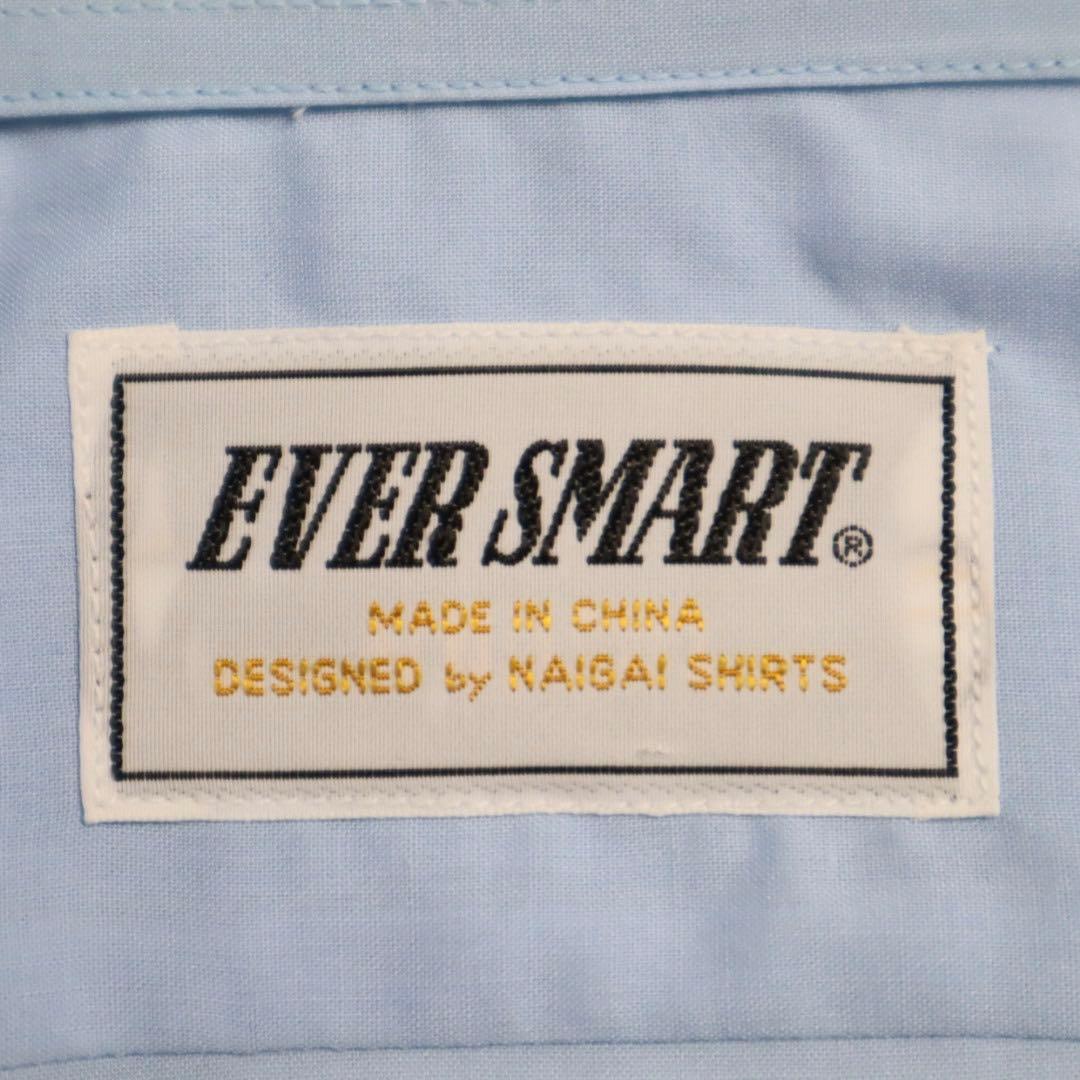 EVER SMART®
MADE IN CHINA
DESIGNED by NAIGAI SHIRTS